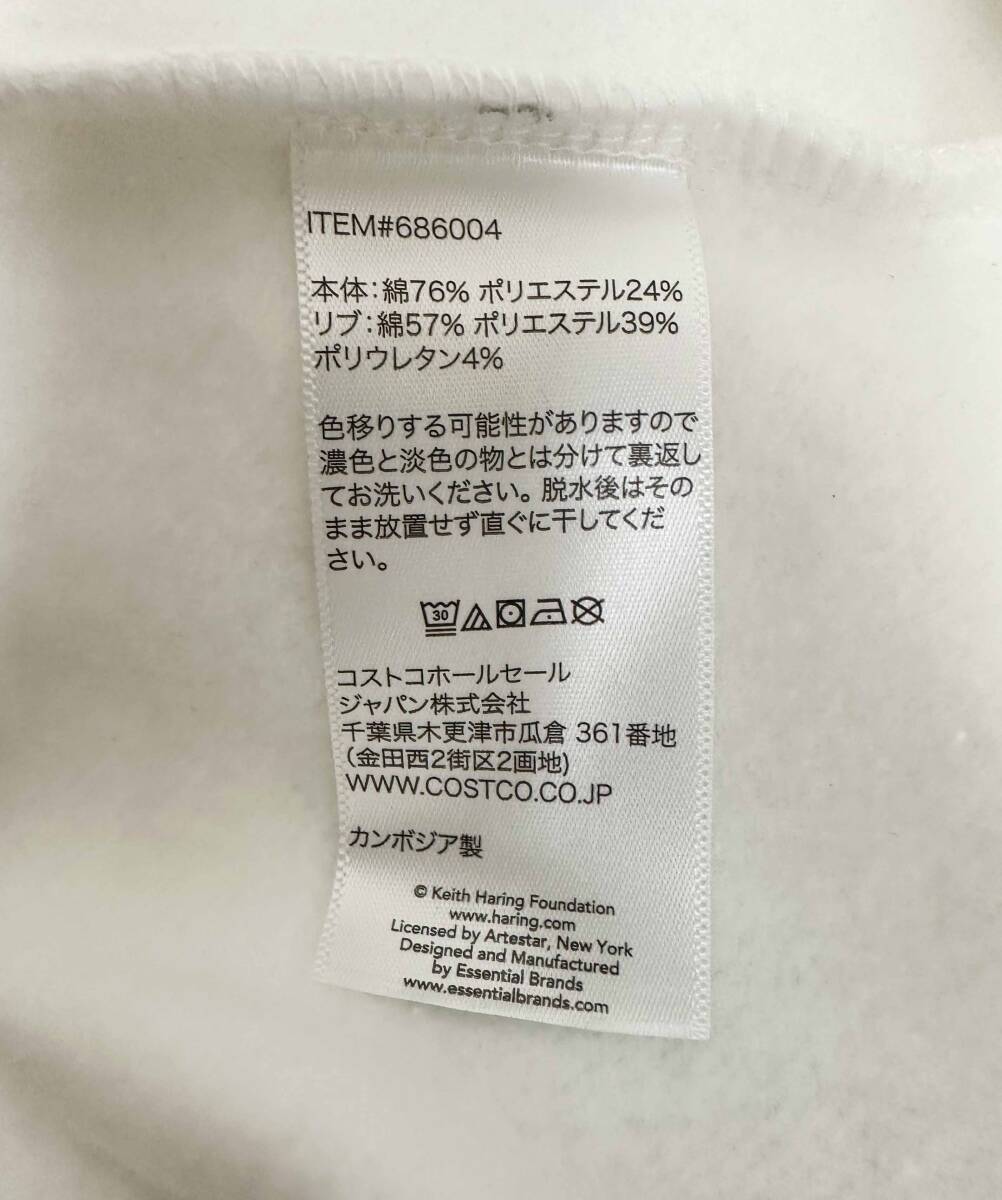 ITEM#686004
本体:綿76% ポリエステル24%
リブ:綿57% ポリエステル39%
ポリウレタン4%
色移りする可能性がありますので
濃色と淡色の物とは分けて裏返し
てお洗いください。脱水後はその
まま放置せず直ぐに干してくだ
さい。
30
コストコホールセール
ジャパン株式会社
千葉県木更津市瓜倉 361番地
(金田西2街区2画地)
WWW.COSTCO.CO.JP
カンボジア製
© Keith Haring Foundation
www.haring.com
Licensed by Artestar, New York
Designed and Manufactured
by Essential Brands
www.essentialbrands.com